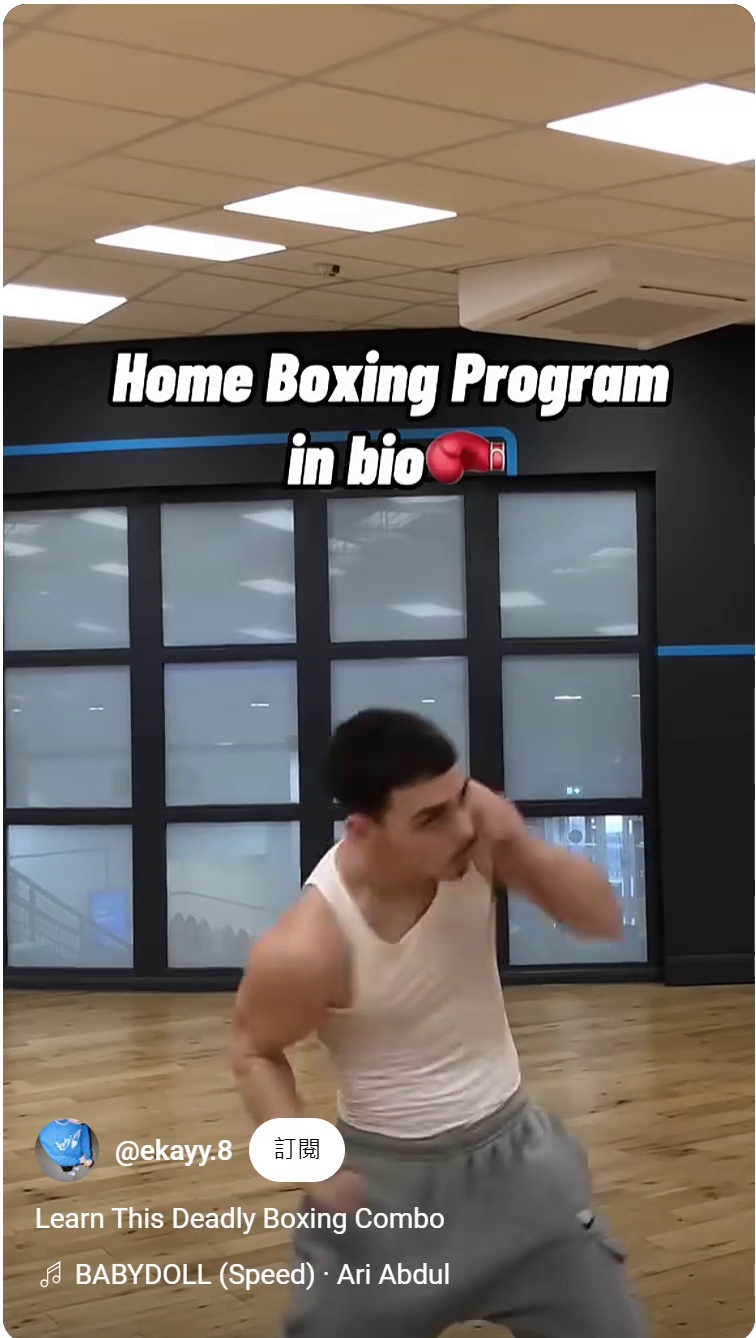 Home Boxing Program
in bio🥊
@ekayy.8 訂閱
Learn This Deadly Boxing Combo
BABYDOLL (Speed) · Ari Abdul